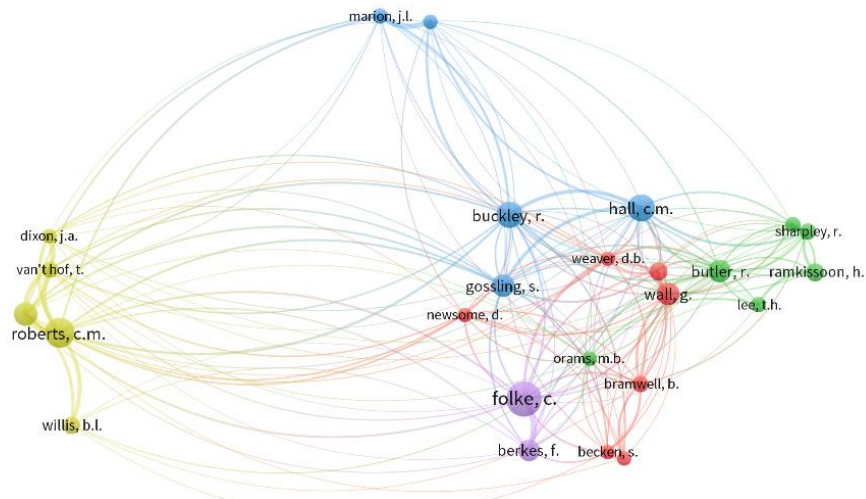 marion, j.l.
buckley, r.
hall, c.m.
sharpley, r.
dixon, j.a.
weaver, d.b.
van't hof, t.
butler, r.
ramkissoon, h.
gossling, s.
wall, g.
lee, t.h.
newsome, d.
roberts, c.m.
orams, m.b.
bramwell, b.
folke, c.
willis, b.l.
berkes, f.
becken, s.